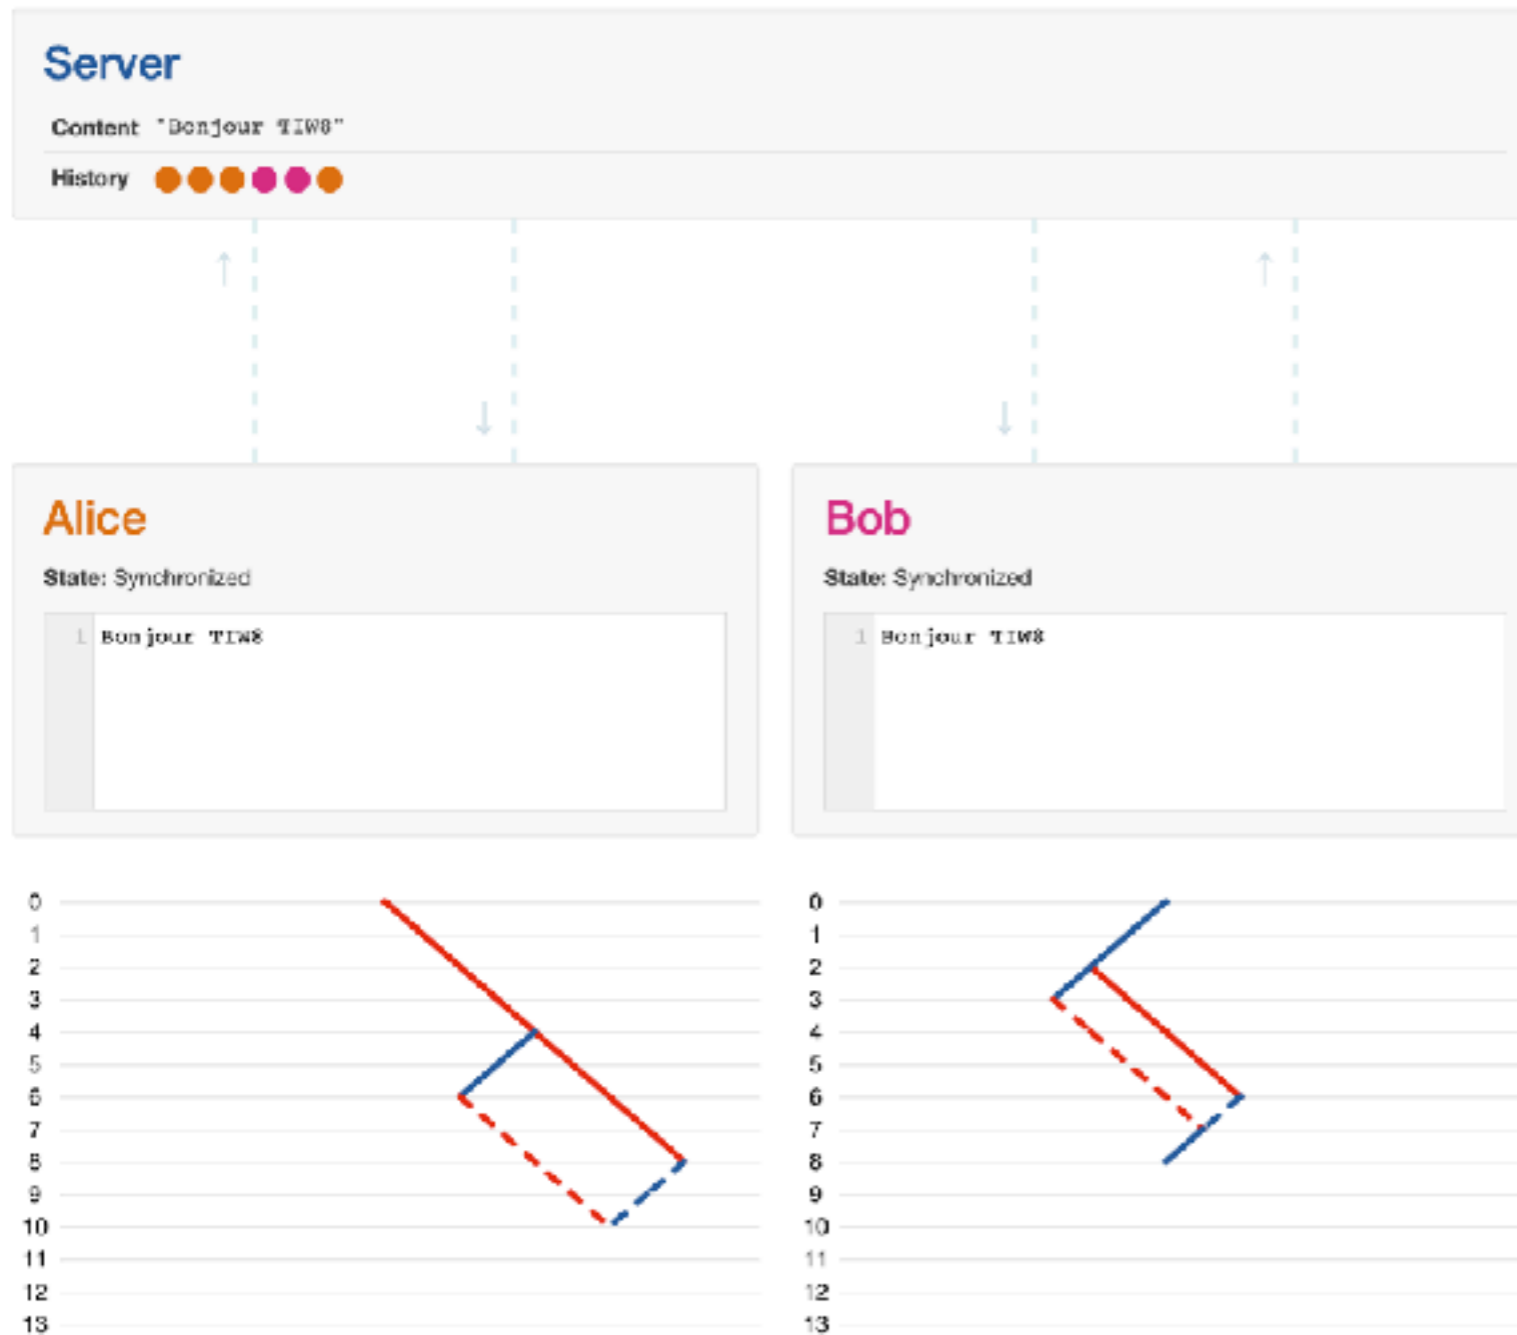 Server
Content "Bonjour TIW8"
History
↑ ↓ ↓ ↑
Alice
State: Synchronized
1 Bonjour TIW8
Bob
State: Synchronized
1 Bonjour TIW8
0
1
2
3
4
5
6
7
8
9
10
11
12
13
0
1
2
3
4
5
6
7
8
9
10
11
12
13